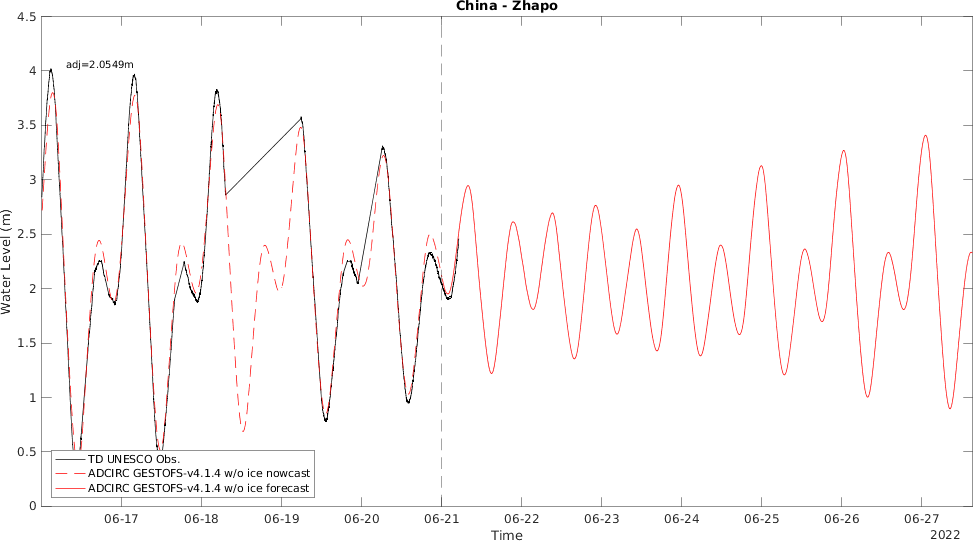 China - Zhapo
4.5
4
3.5
3
2.5
2
1.5
1
0.5
0
Water Level (m)
adj=2.0549m
TD UNESCO Obs.
ADCIRC GESTOFS-v4.1.4 w/o ice nowcast
ADCIRC GESTOFS-v4.1.4 w/o ice forecast
06-17 06-18 06-19 06-20 06-21 06-22 06-23 06-24 06-25 06-26 06-27
Time
2022